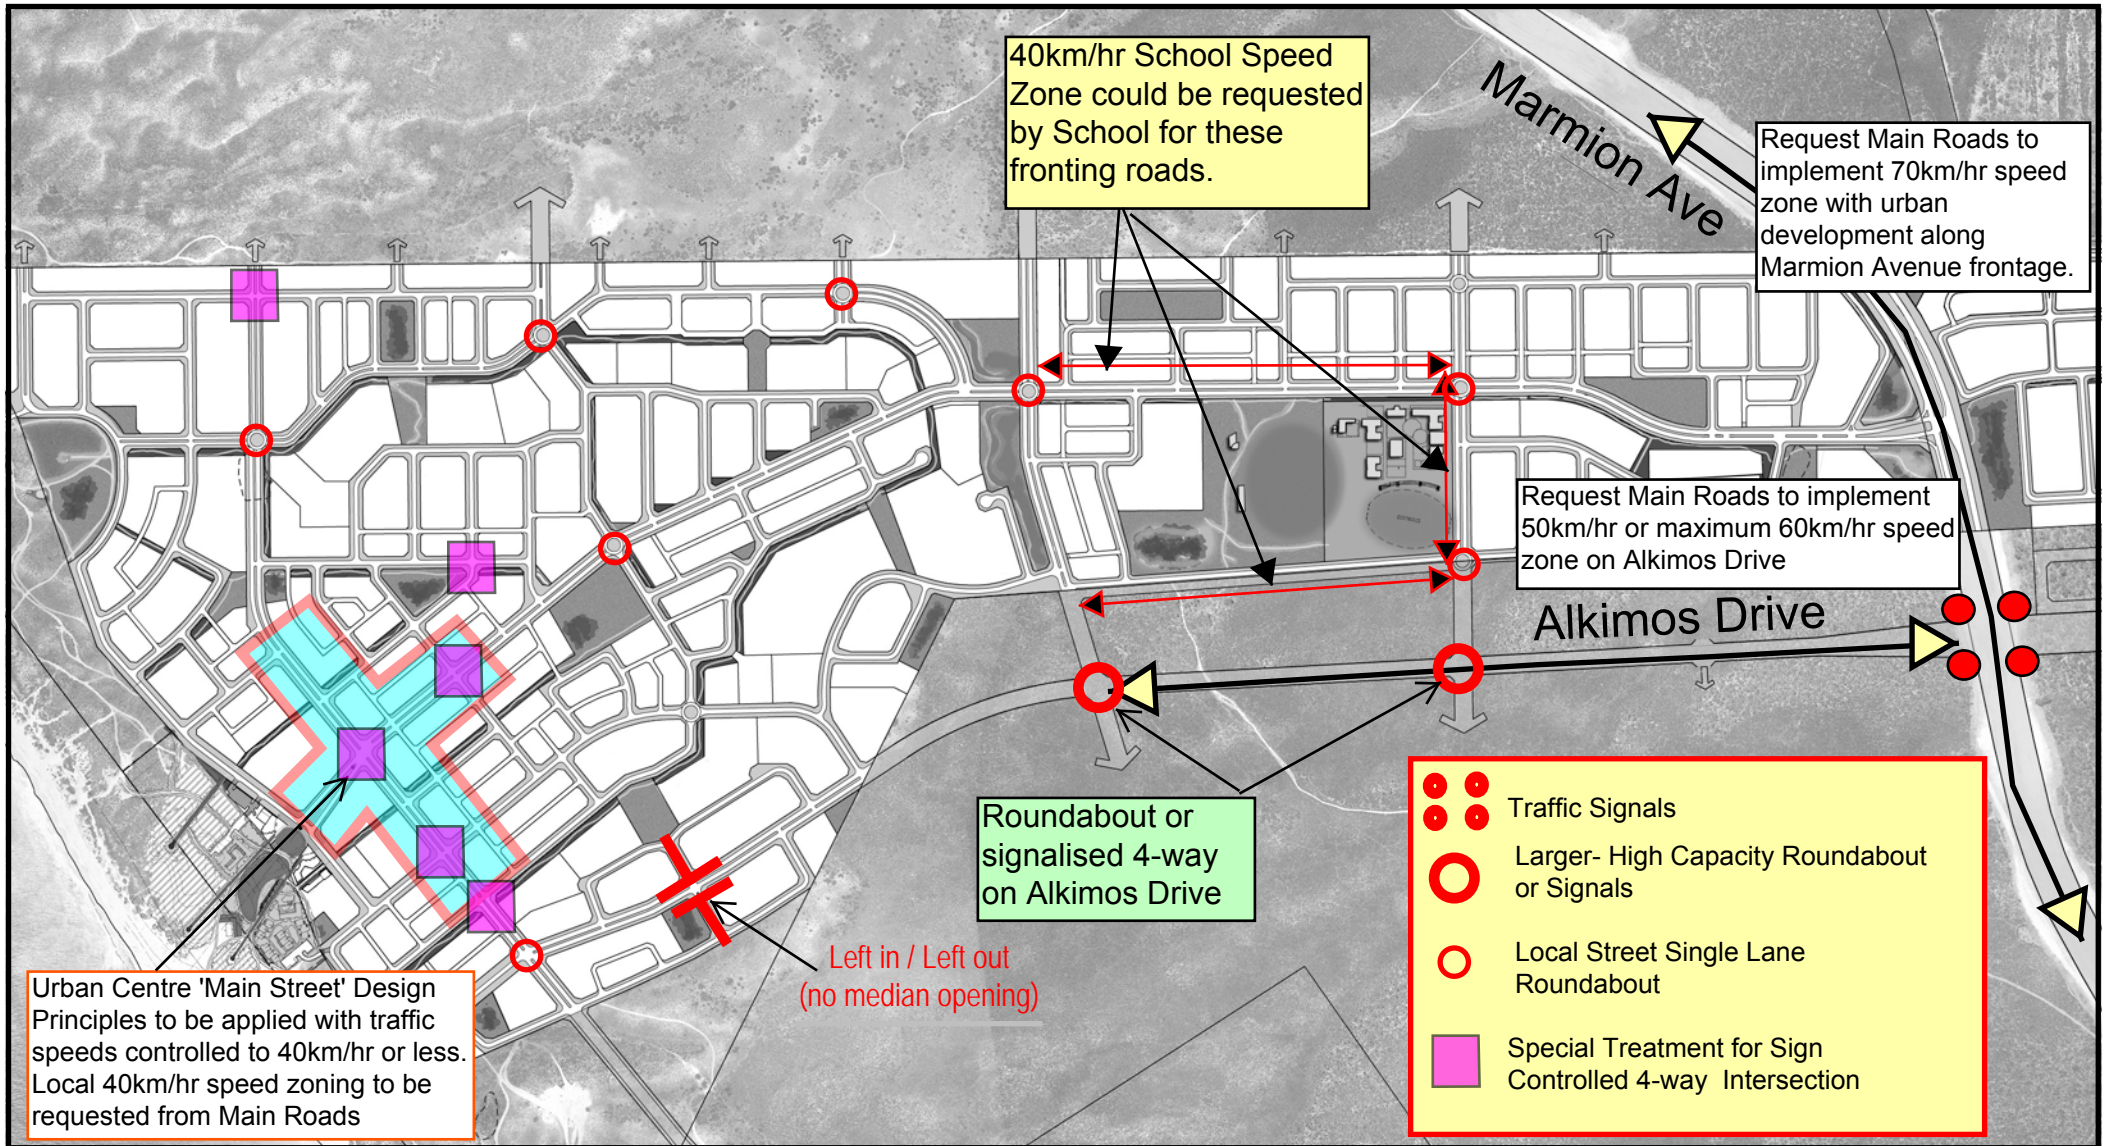 40km/hr School Speed
Zone could be requested
by School for these
fronting roads.
Marmion Ave
Request Main Roads to
implement 70km/hr speed
zone with urban
development along
Marmion Avenue frontage.
Request Main Roads to implement
50km/hr or maximum 60km/hr speed
zone on Alkimos Drive
Alkimos Drive
Roundabout or
signalised 4-way
on Alkimos Drive
Left in / Left out
(no median opening)
Urban Centre 'Main Street' Design
Principles to be applied with traffic
speeds controlled to 40km/hr or less.
Local 40km/hr speed zoning to be
requested from Main Roads
Traffic Signals
Larger- High Capacity Roundabout
or Signals
Local Street Single Lane
Roundabout
Special Treatment for Sign
Controlled 4-way Intersection